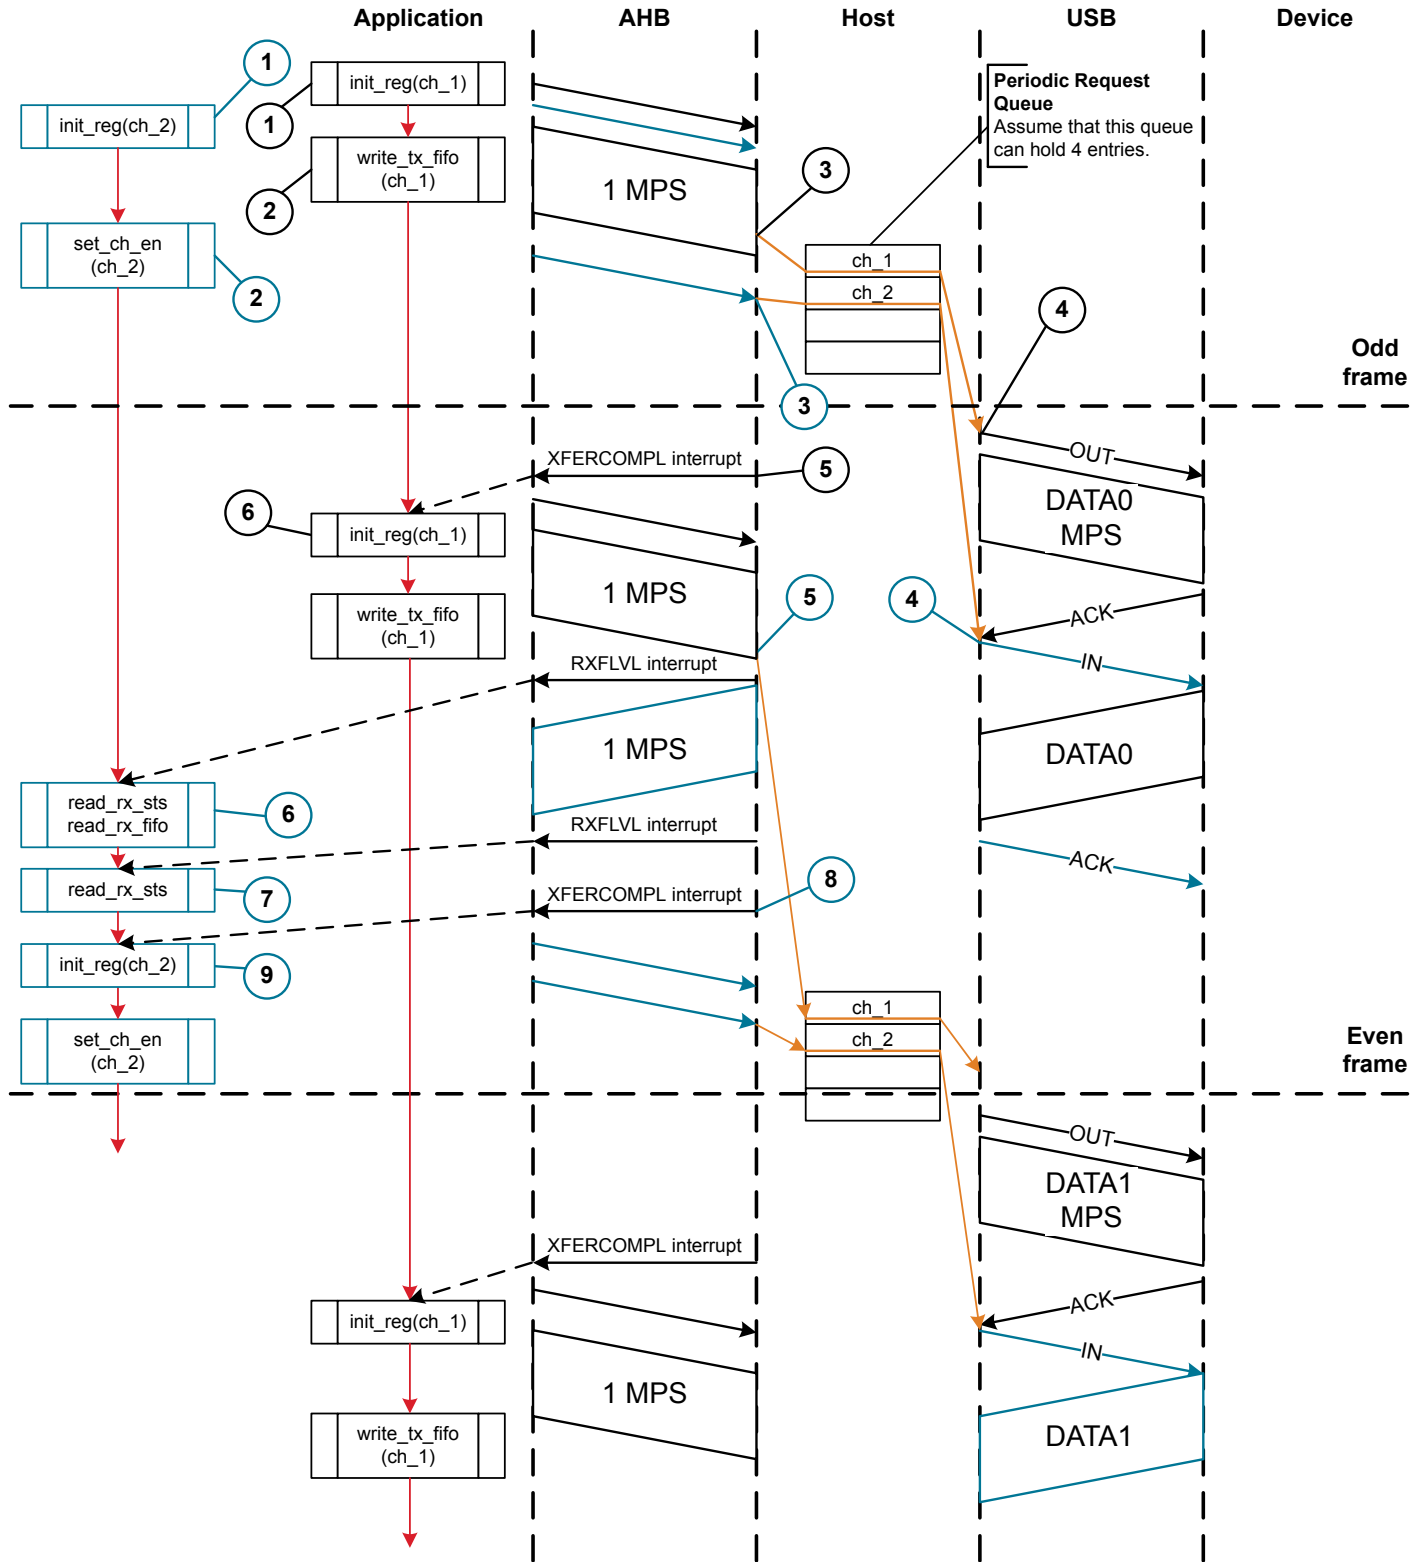 Application
AHB
Host
USB
Device
1
init_reg(ch_1)
Periodic Request
Queue
Assume that this queue
can hold 4 entries.
init_reg(ch_2)
1
write_tx_fifo
(ch_1)
1 MPS
3
2
set_ch_en
(ch_2)
2
ch_1
ch_2
4
Odd
frame
3
OUT
XFERCOMPL interrupt
5
DATA0
MPS
6
init_reg(ch_1)
1 MPS
5
4
write_tx_fifo
(ch_1)
ACK
RXFLVL interrupt
IN
1 MPS
DATA0
read_rx_sts
read_rx_fifo
6
RXFLVL interrupt
ACK
read_rx_sts
7
XFERCOMPL interrupt
8
init_reg(ch_2)
9
ch_1
ch_2
set_ch_en
(ch_2)
Even
frame
OUT
DATA1
MPS
XFERCOMPL interrupt
ACK
init_reg(ch_1)
IN
1 MPS
write_tx_fifo
(ch_1)
DATA1